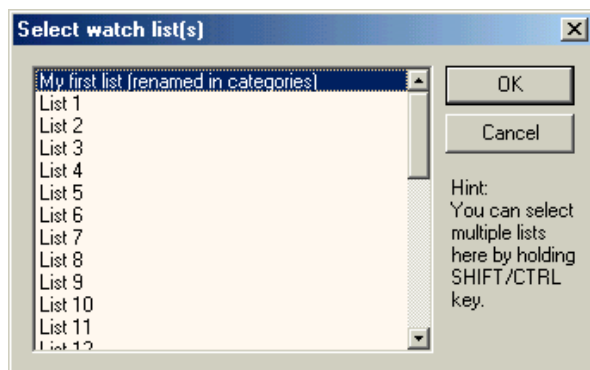 Select watch list(s)
My first list (renamed in categories)
List 1
List 2
List 3
List 4
List 5
List 6
List 7
List 8
List 9
List 10
List 11
List 12
OK
Cancel
Hint:
You can select
multiple lists
here by holding
SHIFT/CTRL
key.